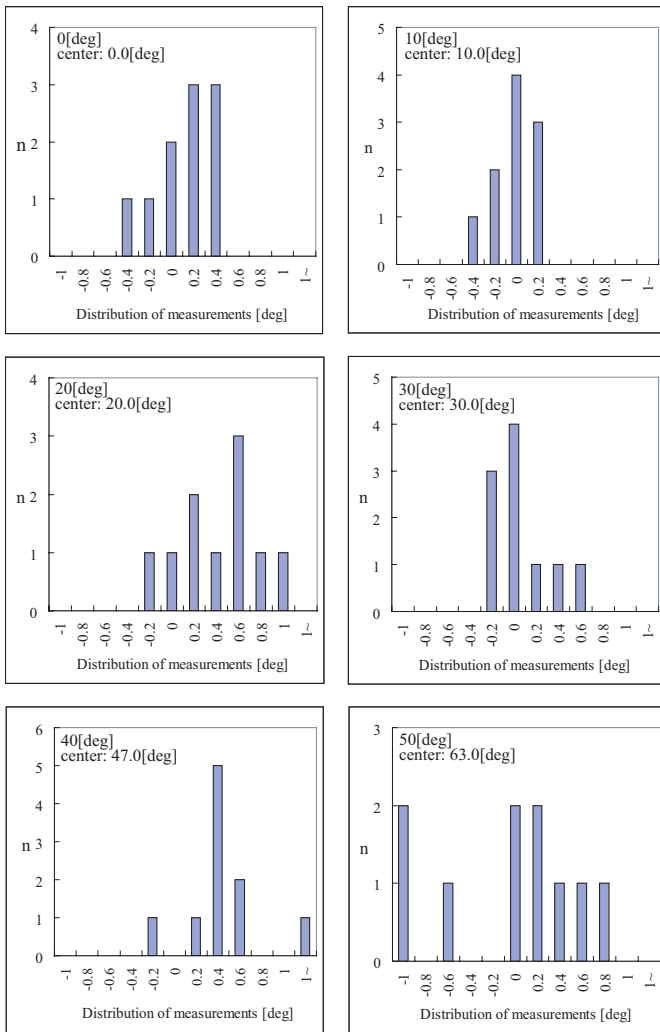 4
0[deg]
center: 0.0[deg]
3
n 2
1
0
-1 -0.8 -0.6 -0.4 -0.2 0 0.2 0.4 0.6 0.8 1 1~
Distribution of measurements [deg]
5
10[deg]
center: 10.0[deg]
4
3
n
2
1
0
-1 -0.8 -0.6 -0.4 -0.2 0 0.2 0.4 0.6 0.8 1 1~
Distribution of measurements [deg]
4
20[deg]
center: 20.0[deg]
3
n 2
1
0
-1 -0.8 -0.6 -0.4 -0.2 0 0.2 0.4 0.6 0.8 1 1~
Distribution of measurements [deg]
5
30[deg]
center: 30.0[deg]
4
3
n
2
1
0
-1 -0.8 -0.6 -0.4 -0.2 0 0.2 0.4 0.6 0.8 1 1~
Distribution of measurements [deg]
6
40[deg]
center: 47.0[deg]
5
4
n 3
2
1
0
-1 -0.8 -0.6 -0.4 -0.2 0 0.2 0.4 0.6 0.8 1 1~
Distribution of measurements [deg]
3
50[deg]
center: 63.0[deg]
2
n
1
0
-1 -0.8 -0.6 -0.4 -0.2 0 0.2 0.4 0.6 0.8 1 1~
Distribution of measurements [deg]